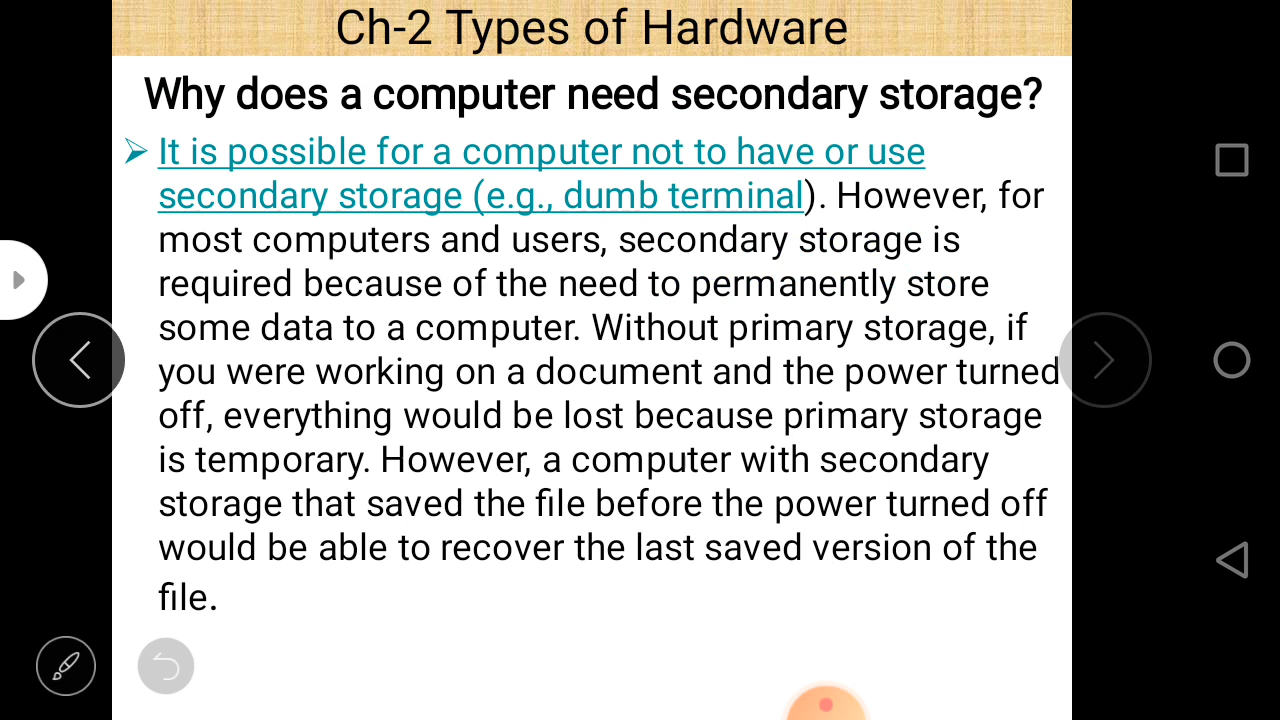 Ch-2 Types of Hardware
Why does a computer need secondary storage?
It is possible for a computer not to have or use
secondary storage (e.g., dumb terminal). However, for
most computers and users, secondary storage is
required because of the need to permanently store
some data to a computer. Without primary storage, if
you were working on a document and the power turned
off, everything would be lost because primary storage
is temporary. However, a computer with secondary
storage that saved the file before the power turned off
would be able to recover the last saved version of the
file.